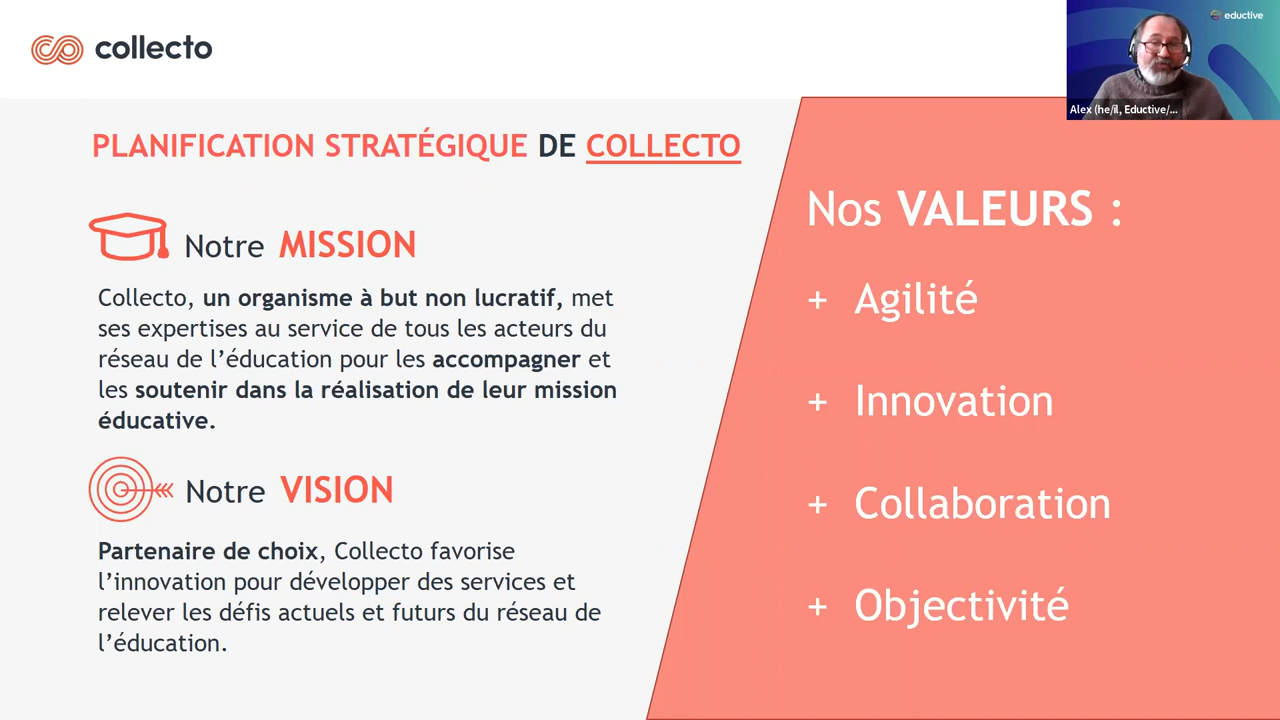 collecto
eductive
Alex (he/il, Eductive/...
PLANIFICATION STRATÉGIQUE DE COLLECTO
Notre MISSION
Collecto, un organisme à but non lucratif, met
ses expertises au service de tous les acteurs du
réseau de l’éducation pour les accompagner et
les soutenir dans la réalisation de leur mission
éducative.
Notre VISION
Partenaire de choix, Collecto favorise
l’innovation pour développer des services et
relever les défis actuels et futurs du réseau de
l’éducation.
Nos VALEURS :
+ Agilité
+ Innovation
+ Collaboration
+ Objectivité